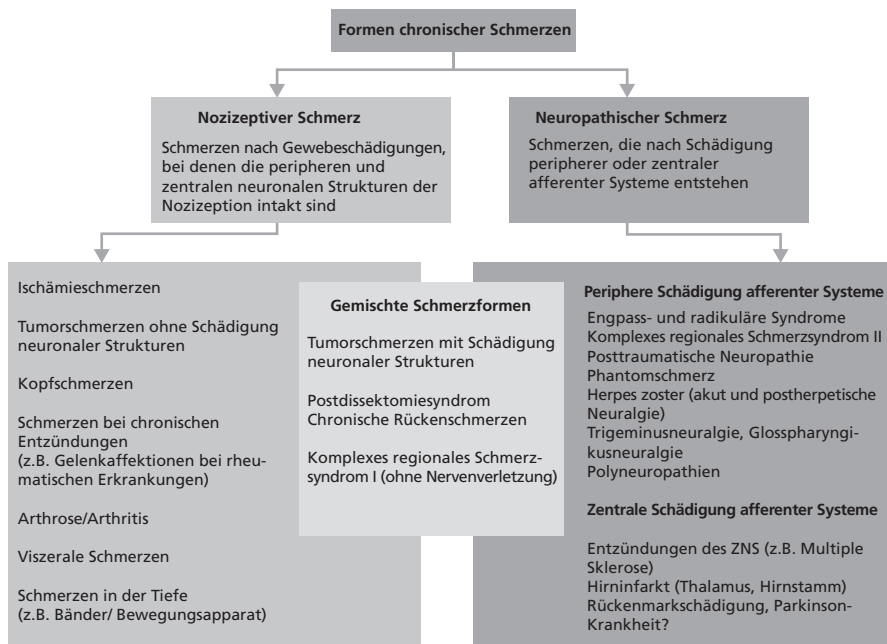 Formen chronischer Schmerzen
Nozizeptiver Schmerz
Schmerzen nach Gewebeschädigungen,
bei denen die peripheren und
zentralen neuronalen Strukturen der
Nozizeption intakt sind
Neuropathischer Schmerz
Schmerzen, die nach Schädigung
peripherer oder zentraler
afferenter Systeme entstehen
Ischämieschmerzen
Tumorschmerzen ohne Schädigung
neuronaler Strukturen
Kopfschmerzen
Schmerzen bei chronischen
Entzündungen
(z.B. Gelenkaffektionen bei rheu-
matischen Erkrankungen)
Arthrose/Arthritis
Viszerale Schmerzen
Schmerzen in der Tiefe
(z.B. Bänder/ Bewegungsapparat)
Gemischte Schmerzformen
Tumorschmerzen mit Schädigung
neuronaler Strukturen
Postdissektomiesyndrom
Chronische Rückenschmerzen
Komplexes regionales Schmerz-
syndrom I (ohne Nervenverletzung)
Periphere Schädigung afferenter Systeme
Engpass- und radikuläre Syndrome
Komplexes regionales Schmerzsyndrom II
Posttraumatische Neuropathie
Phantomschmerz
Herpes zoster (akut und postherpetische
Neuralgie)
Trigeminusneuralgie, Glosspharyngi-
kusneuralgie
Polyneuropathien
Zentrale Schädigung afferenter Systeme
Entzündungen des ZNS (z.B. Multiple
Sklerose)
Hirninfarkt (Thalamus, Hirnstamm)
Rückenmarkschädigung, Parkinson-
Krankheit?